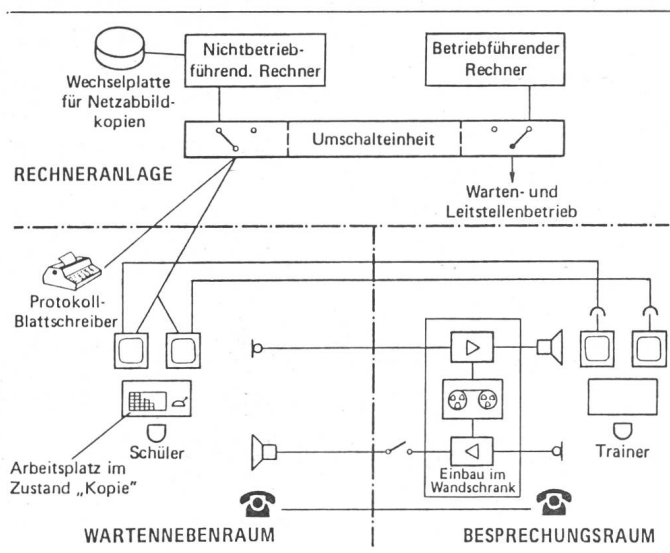 Nichtbetrieb-
führend. Rechner
Betriebführender
Rechner
Wechselplatte
für Netzabbild-
kopien
Umschalteinheit
RECHNERANLAGE
Warten- und
Leitstellenbetrieb
Protokoll-
Blattschreiber
Schüler
Trainer
Arbeitsplatz im
Zustand „Kopie"
Einbau im
Wandschrank
WARTENNEBENRAUM
BESPRECHUNGSRAUM